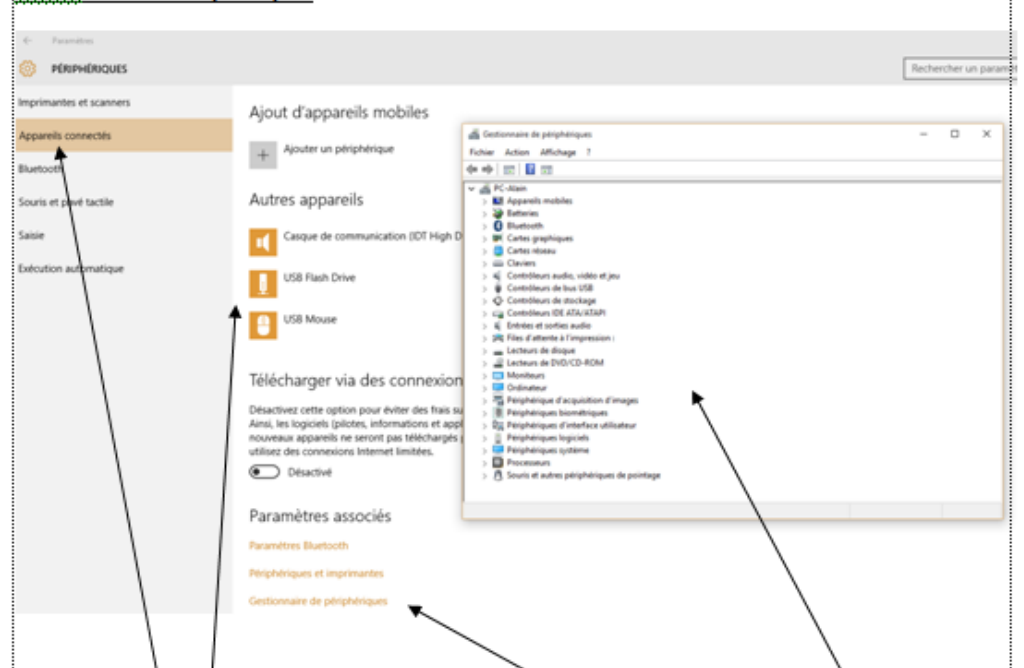 Paramètres
PÉRIPHÉRIQUES
Rechercher un paramèt
Imprimantes et scanners
Appareils connectés
Bluetooth
Souris et pavé tactile
Saisie
Exécution automatique
Ajout d'appareils mobiles
Ajouter un périphérique
Autres appareils
Casque de communication (IDT High D
USB Flash Drive
USB Mouse
Télécharger via des connexion
Désactivez cette option pour éviter des frais su
Ainsi, les logiciels (pilotes, informations et appl
nouveaux appareils ne seront pas téléchargés
utilisez des connexions Internet limitées.
Désactivé
Paramètres associés
Paramètres Bluetooth
Périphériques et imprimantes
Gestionnaire de périphériques
Gestionnaire de périphériques
Fichier Action Affichage ?
PC-Alain
Appareils mobiles
Batteries
Bluetooth
Cartes graphiques
Cartes réseau
Claviers
Contrôleurs audio, vidéo et jeu
Contrôleurs de bus USB
Contrôleurs de stockage
Contrôleurs IDE ATA/ATAPI
Entrées et sorties audio
Files d'attente à l'impression :
Lecteurs de disque
Lecteurs de DVD/CD-ROM
Moniteurs
Ordinateur
Périphérique d'acquisition d'images
Périphériques biométriques
Périphériques d'interface utilisateur
Périphériques logiciels
Périphériques système
Processeurs
Souris et autres périphériques de pointage